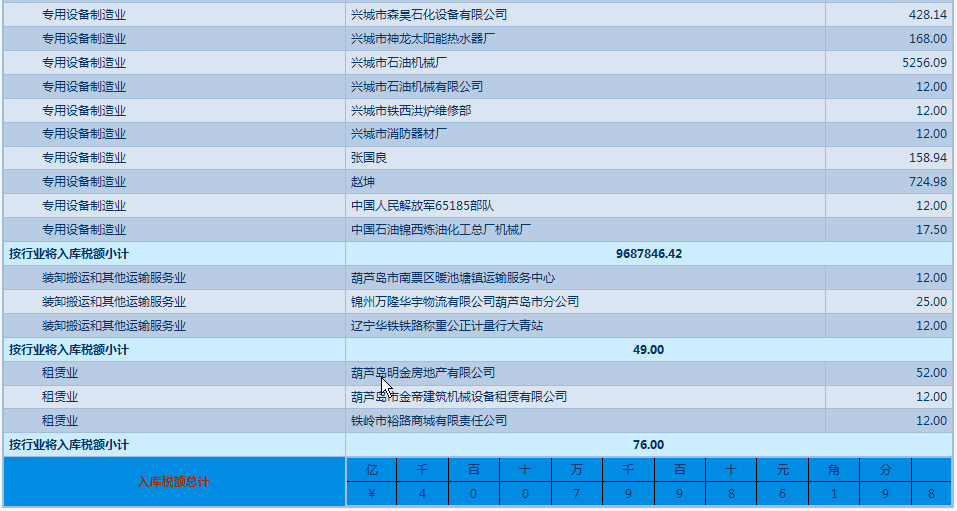 专用设备制造业 兴城市森昊石化设备有限公司 428.14
专用设备制造业 兴城市神龙太阳能热水器厂 168.00
专用设备制造业 兴城市石油机械厂 5256.09
专用设备制造业 兴城市石油机械有限公司 12.00
专用设备制造业 兴城市铁西洪炉维修部 12.00
专用设备制造业 兴城市消防器材厂 12.00
专用设备制造业 张国良 158.94
专用设备制造业 赵坤 724.98
专用设备制造业 中国人民解放军65185部队 12.00
专用设备制造业 中国石油锦西炼油化工总厂机械厂 17.50
按行业将入库税额小计 9687846.42
装卸搬运和其他运输服务业 葫芦岛市南票区暖池塘镇运输服务中心 12.00
装卸搬运和其他运输服务业 锦州万隆华宇物流有限公司葫芦岛市分公司 25.00
装卸搬运和其他运输服务业 辽宁华铁铁路称重公正计量行大青站 12.00
按行业将入库税额小计 49.00
租赁业 葫芦岛明金房地产有限公司 52.00
租赁业 葫芦岛市金帝建筑机械设备租赁有限公司 12.00
租赁业 铁岭市裕路商城有限责任公司 12.00
按行业将入库税额小计 76.00
入库税额总计 亿 千 百 十 万 千 百 十 元 角 分
¥ 4 0 0 7 9 9 8 6 1 9 8